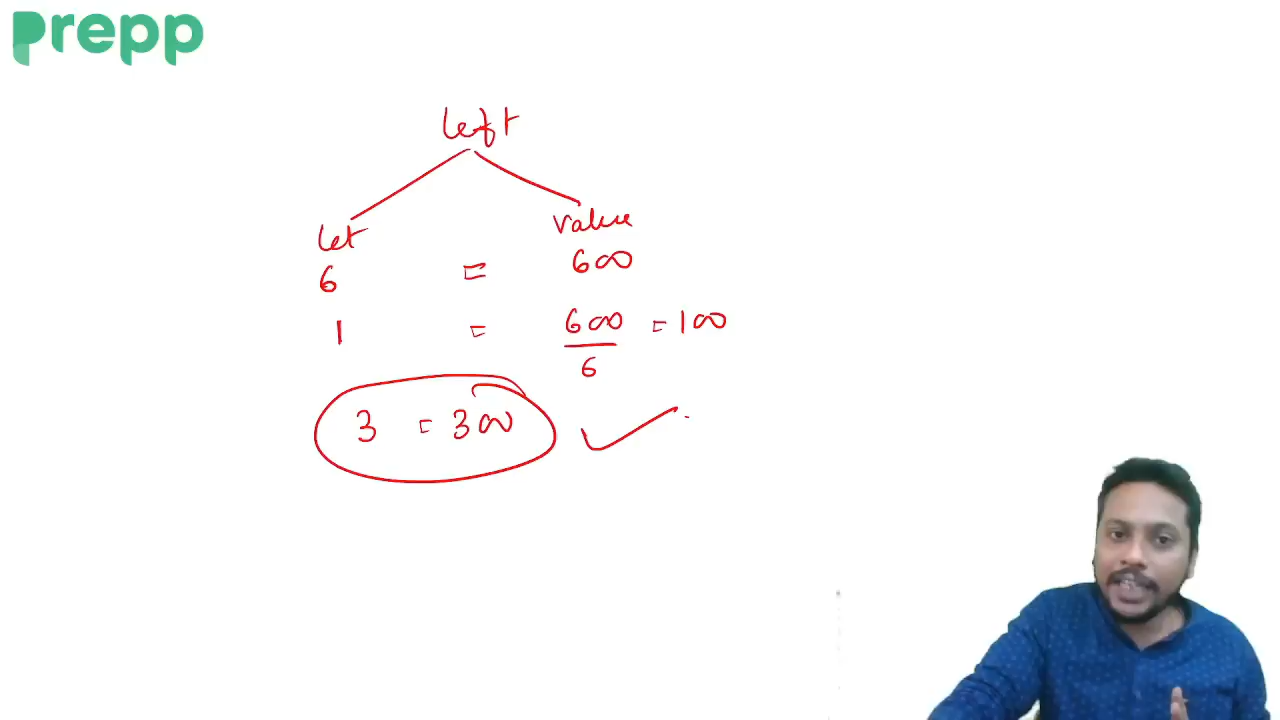 Prepp
left
let value
6 = 600
1 = 600/6 = 100
3 = 300